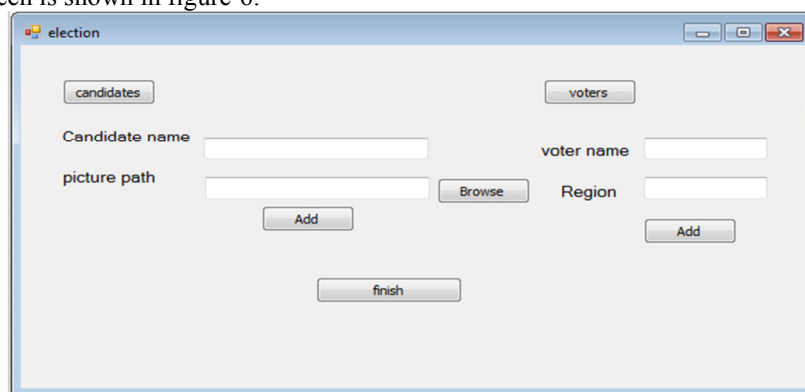 is shown in figure 6.
election
candidates
voters
Candidate name
voter name
picture path
Browse
Region
Add
Add
finish